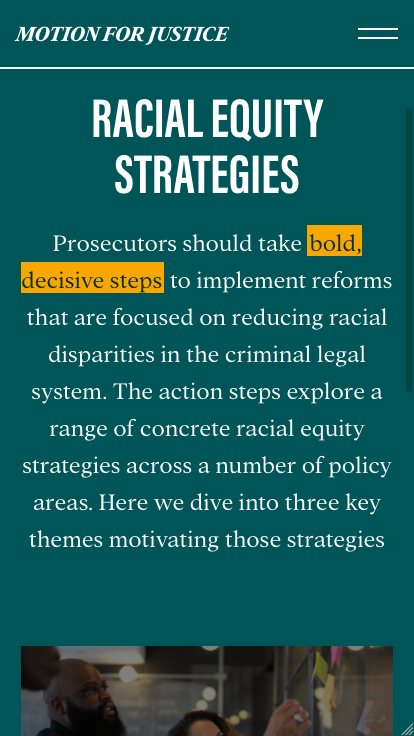 MOTION FOR JUSTICE
RACIAL EQUITY
STRATEGIES
Prosecutors should take bold,
decisive steps to implement reforms
that are focused on reducing racial
disparities in the criminal legal
system. The action steps explore a
range of concrete racial equity
strategies across a number of policy
areas. Here we dive into three key
themes motivating those strategies